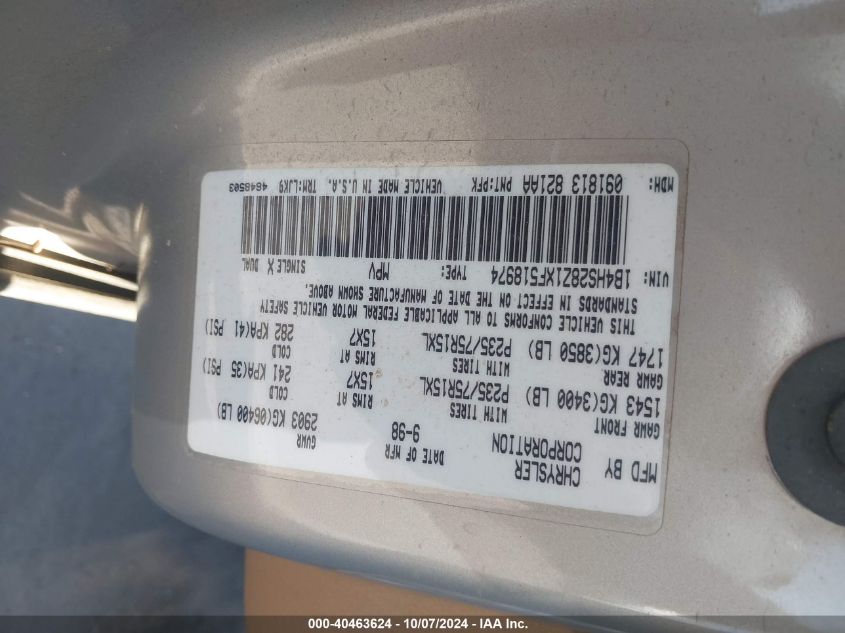 MFD BY CHRYSLER CORPORATION DATE OF MFR 9-98 GVWR 2903 KG(06400 LB)
GAWR FRONT WITH TIRES RIMS AT COLD
1543 KG(3400 LB) P235/75R15XL 15X7 241 KPA(35 PSI)
GAWR REAR WITH TIRES RIMS AT COLD
1747 KG(3850 LB) P235/75R15XL 15X7 282 KPA(41 PSI)
THIS VEHICLE CONFORMS TO ALL APPLICABLE FEDERAL MOTOR VEHICLE SAFETY
STANDARDS IN EFFECT ON THE DATE OF MANUFACTURE SHOWN ABOVE.
VIN: 1B4HS28Z1XF518974 TYPE: MPV SINGLE X DUAL
MDH: 091813 821AA PNT:PFK VEHICLE MADE IN U.S.A. TRM:LJK9 4648503
000-40463624 - 10/07/2024 - IAA Inc.